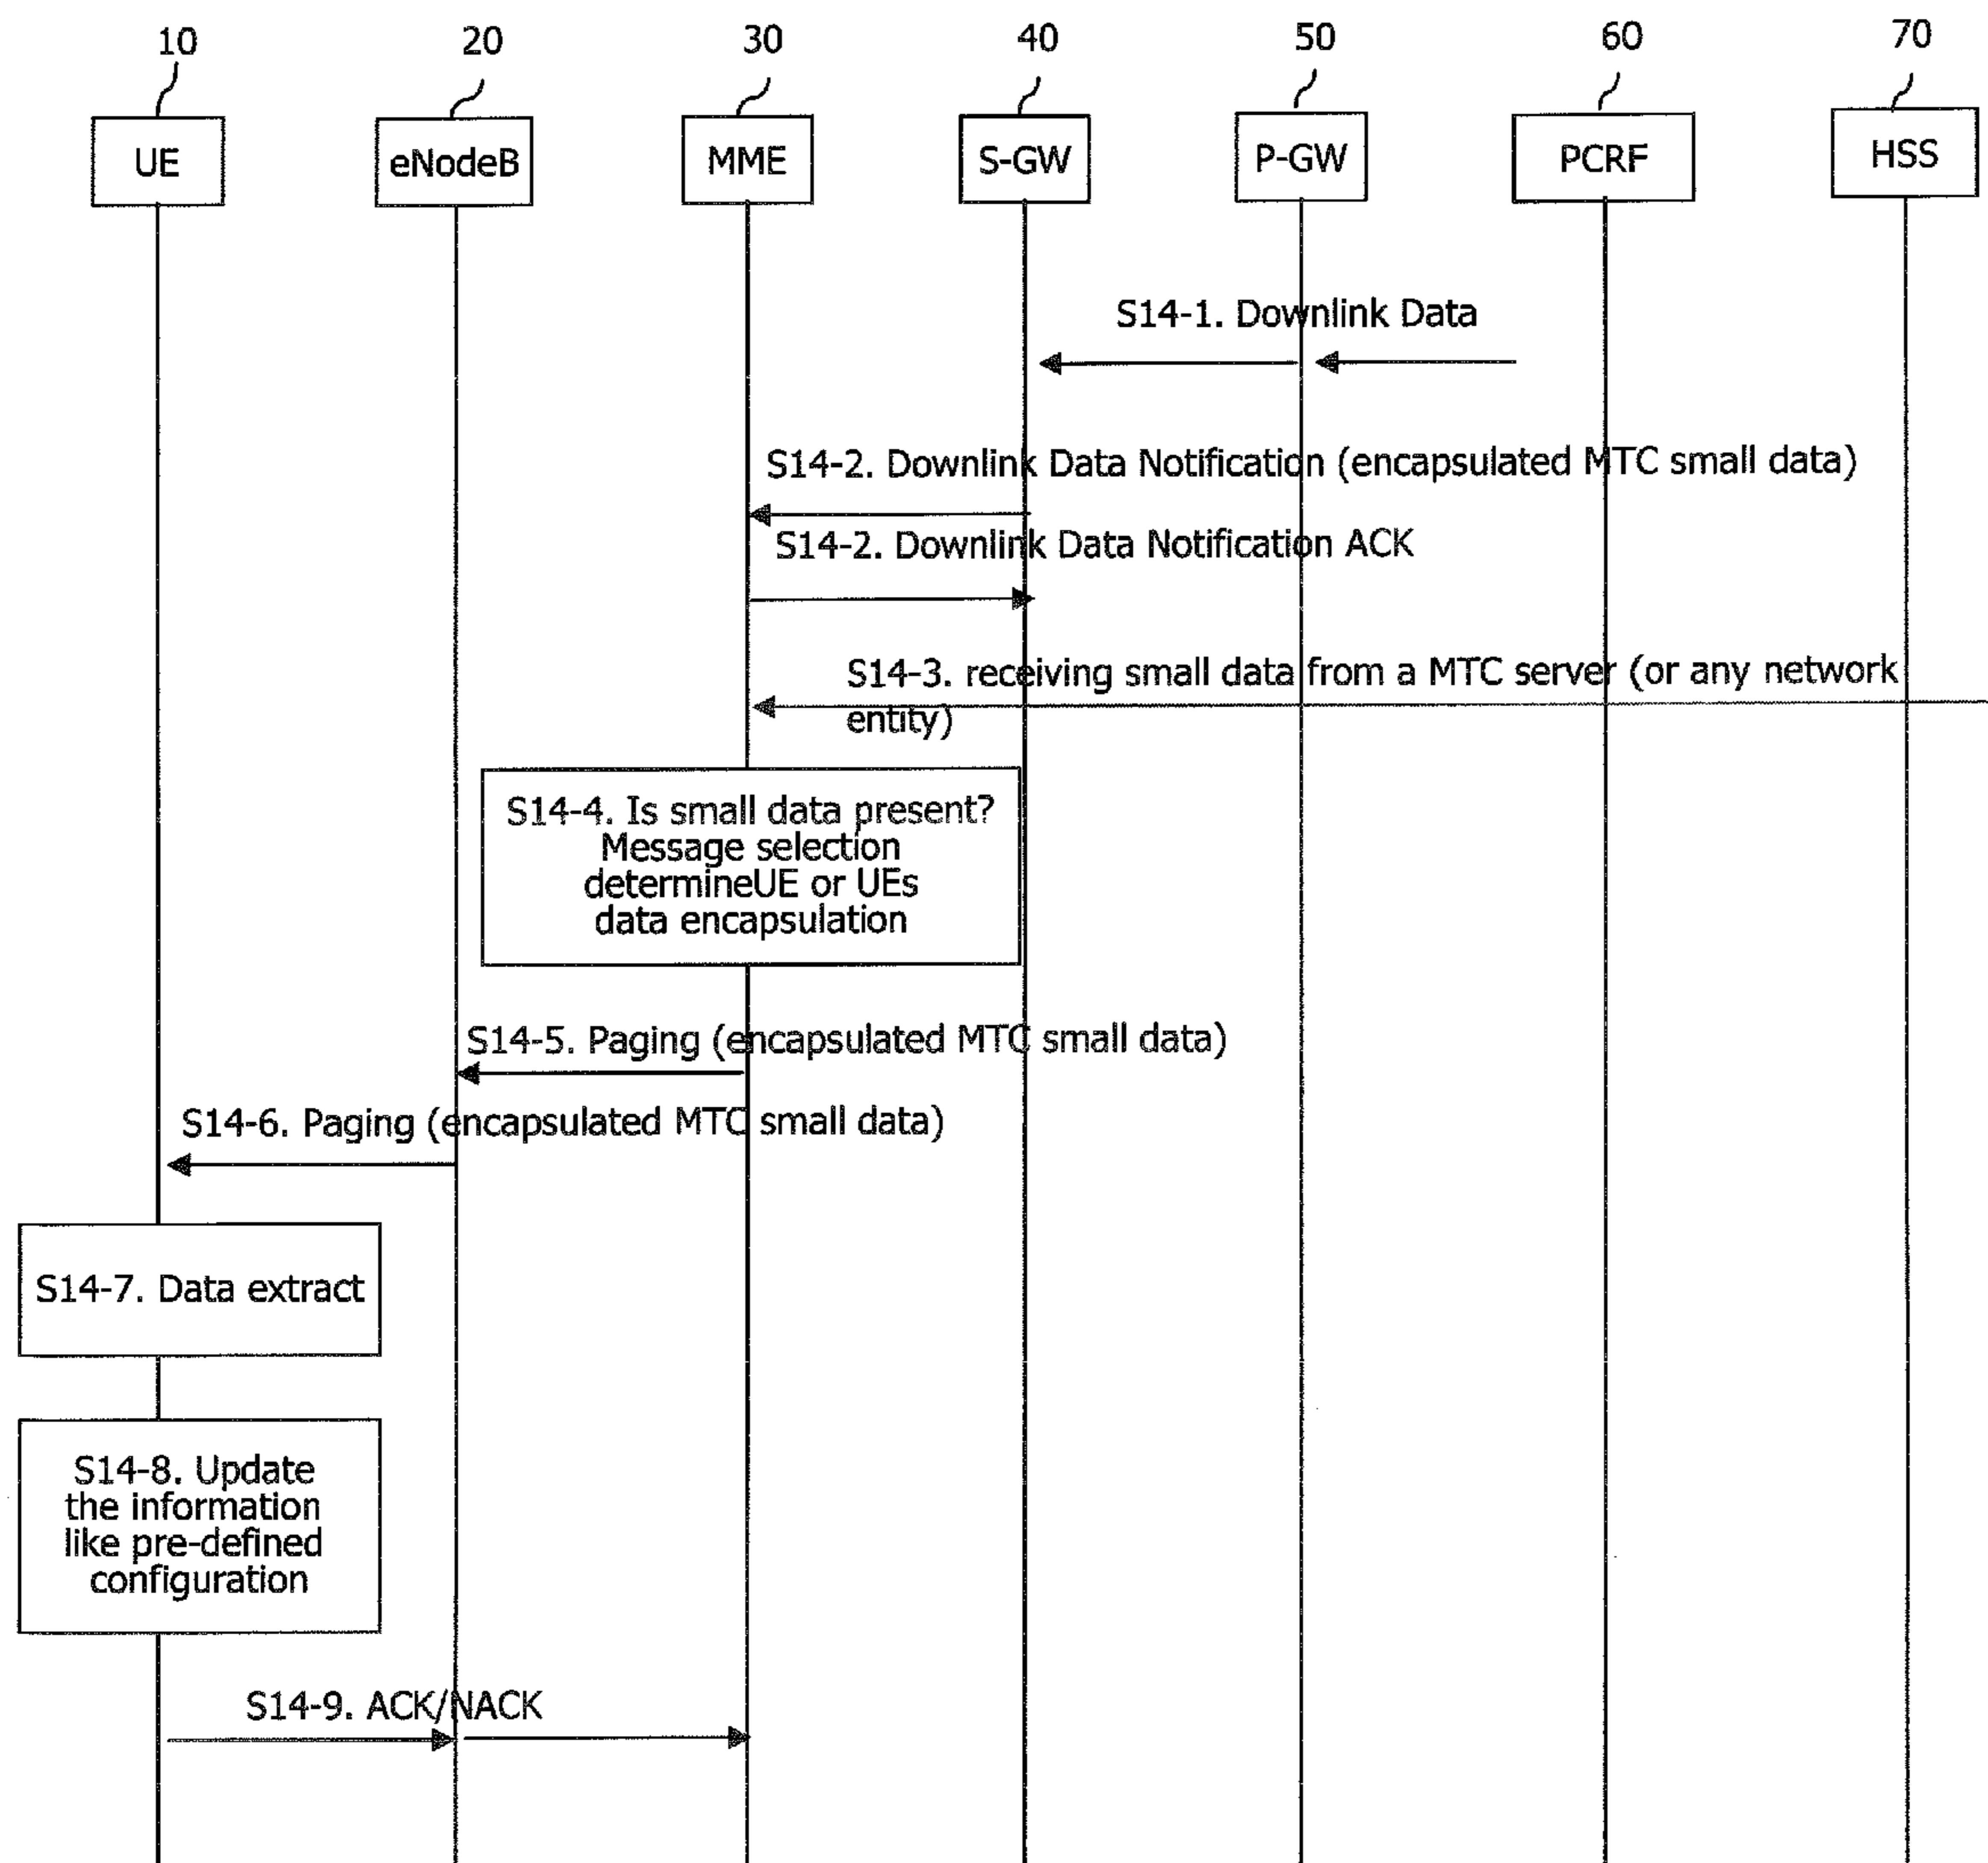 10 20 30 40 50 60 70
UE eNodeB MME S-GW P-GW PCRF HSS
S14-1. Downlink Data
S14-2. Downlink Data Notification (encapsulated MTC small data)
S14-2. Downlink Data Notification ACK
S14-3. receiving small data from a MTC server (or any network
entity)
S14-4. Is small data present?
Message selection
determineUE or UEs
data encapsulation
S14-5. Paging (encapsulated MTC small data)
S14-6. Paging (encapsulated MTC small data)
S14-7. Data extract
S14-8. Update
the information
like pre-defined
configuration
S14-9. ACK/NACK